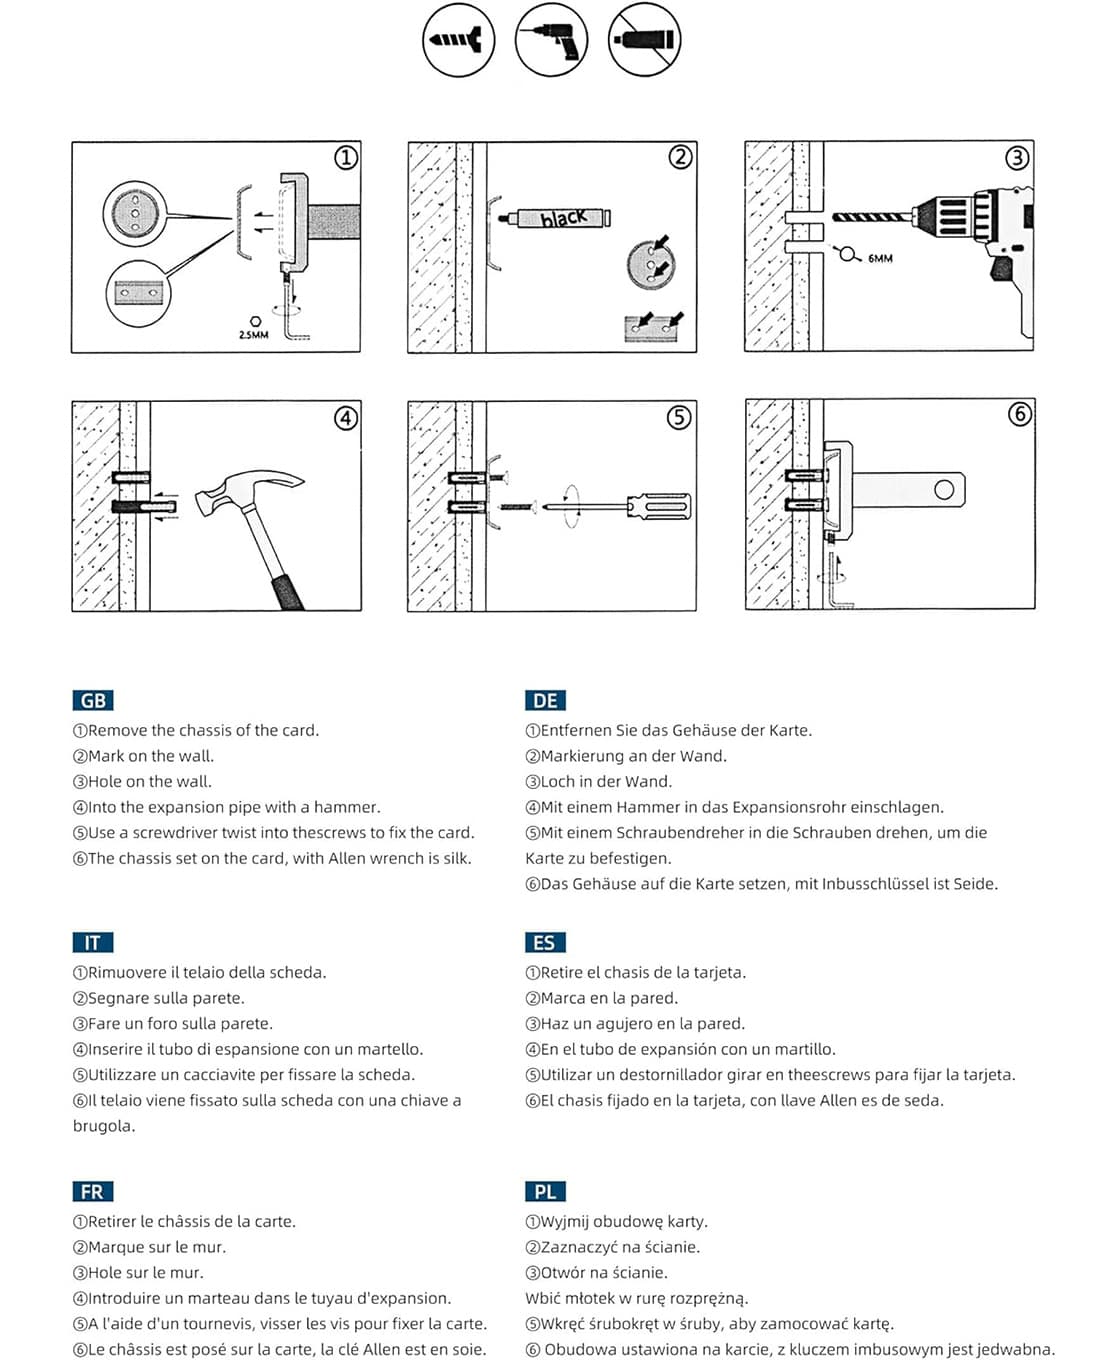 ①
2.5MM
②
black
③
6MM
④
⑤
⑥
GB
①Remove the chassis of the card.
②Mark on the wall.
③Hole on the wall.
④Into the expansion pipe with a hammer.
⑤Use a screwdriver twist into thescrews to fix the card.
⑥The chassis set on the card, with Allen wrench is silk.
DE
①Entfernen Sie das Gehäuse der Karte.
②Markierung an der Wand.
③Loch in der Wand.
④Mit einem Hammer in das Expansionsrohr einschlagen.
⑤Mit einem Schraubendreher in die Schrauben drehen, um die
Karte zu befestigen.
⑥Das Gehäuse auf die Karte setzen, mit Inbusschlüssel ist Seide.
IT
①Rimuovere il telaio della scheda.
②Segnare sulla parete.
③Fare un foro sulla parete.
④Inserire il tubo di espansione con un martello.
⑤Utilizzare un cacciavite per fissare la scheda.
⑥Il telaio viene fissato sulla scheda con una chiave a
brugola.
ES
①Retire el chasis de la tarjeta.
②Marca en la pared.
③Haz un agujero en la pared.
④En el tubo de expansión con un martillo.
⑤Utilizar un destornillador girar en theescrews para fijar la tarjeta.
⑥El chasis fijado en la tarjeta, con llave Allen es de seda.
FR
①Retirer le châssis de la carte.
②Marque sur le mur.
③Hole sur le mur.
④Introduire un marteau dans le tuyau d'expansion.
⑤A l'aide d'un tournevis, visser les vis pour fixer la carte.
⑥Le châssis est posé sur la carte, la clé Allen est en soie.
PL
①Wyjmij obudowę karty.
②Zaznaczyć na ścianie.
③Otwór na ścianie.
Wbić młotek w rurę rozprężną.
⑤Wkręć śrubokręt w śruby, aby zamocować kartę.
⑥ Obudowa ustawiona na karcie, z kluczem imbusowym jest jedwabna.